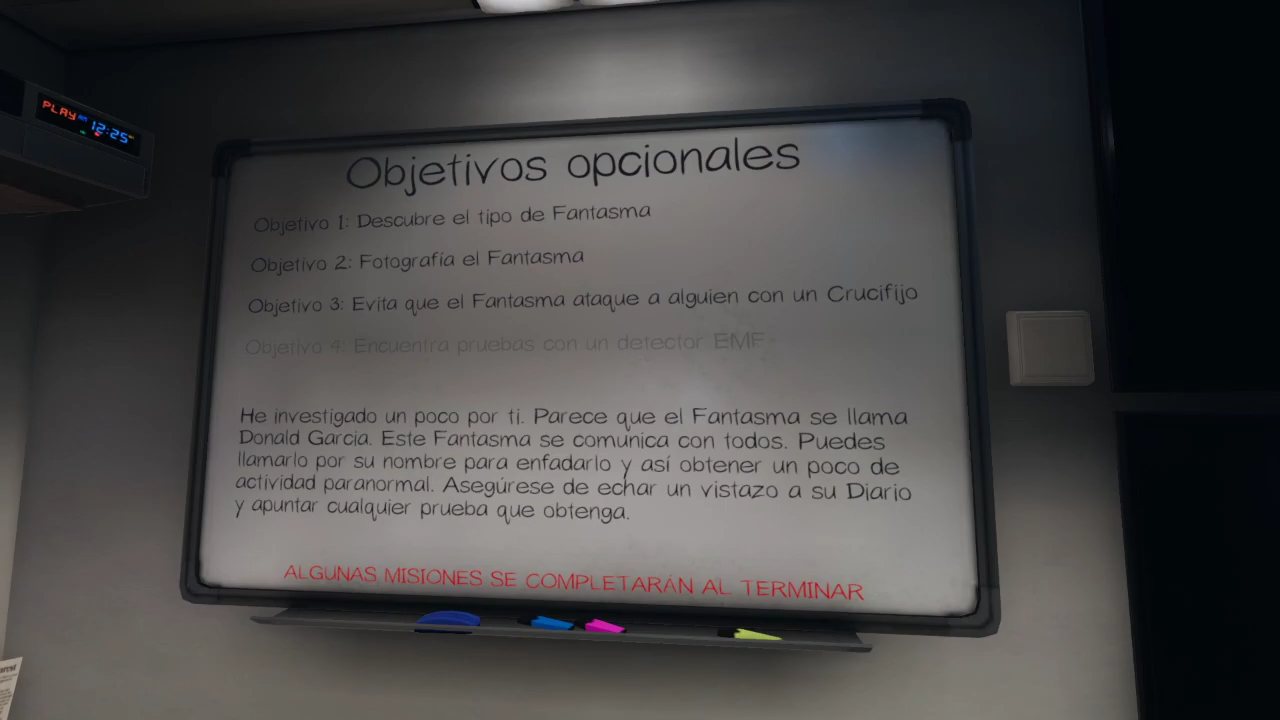 PLAY
12:25
Objetivos opcionales
Objetivo 1: Descubre el tipo de Fantasma
Objetivo 2: Fotografía el Fantasma
Objetivo 3: Evita que el Fantasma ataque a alguien con un Crucifijo
Objetivo 4: Encuentra pruebas con un detector EMF
He investigado un poco por ti. Parece que el Fantasma se llama
Donald Garcia. Este Fantasma se comunica con todos. Puedes
llamarlo por su nombre para enfadarlo y así obtener un poco de
actividad paranormal. Asegúrese de echar un vistazo a su Diario
y apuntar cualquier prueba que obtenga.
ALGUNAS MISIONES SE COMPLETARÁN AL TERMINAR